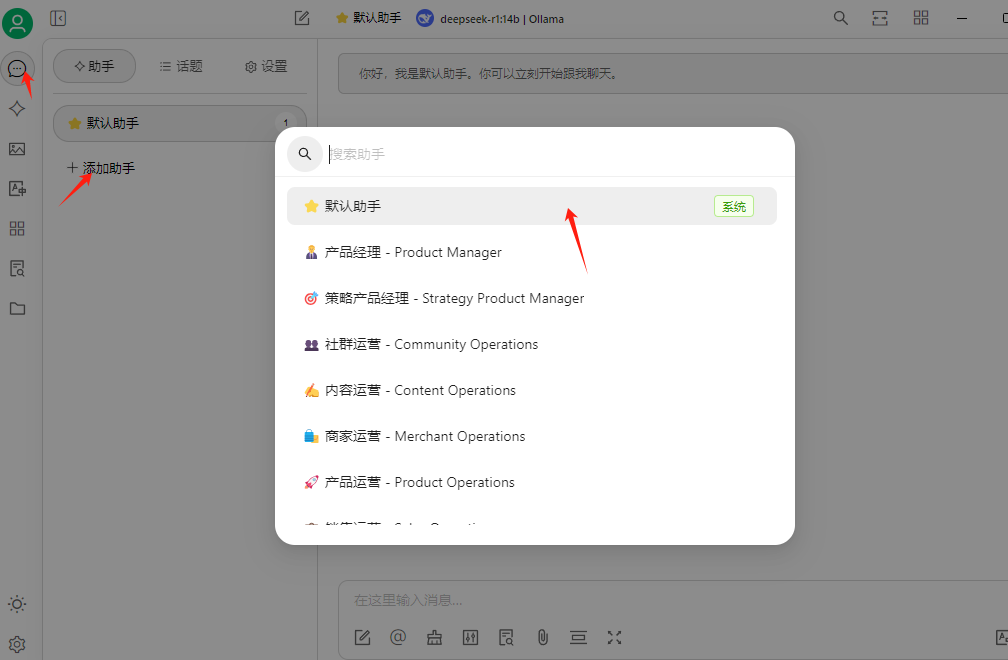 默认助手 deepseek-r1:14b | Ollama
助手 话题 设置
你好，我是默认助手。你可以立刻开始跟我聊天。
默认助手 1
添加助手
搜索助手
默认助手 系统
产品经理 - Product Manager
策略产品经理 - Strategy Product Manager
社群运营 - Community Operations
内容运营 - Content Operations
商家运营 - Merchant Operations
产品运营 - Product Operations
在这里输入消息...